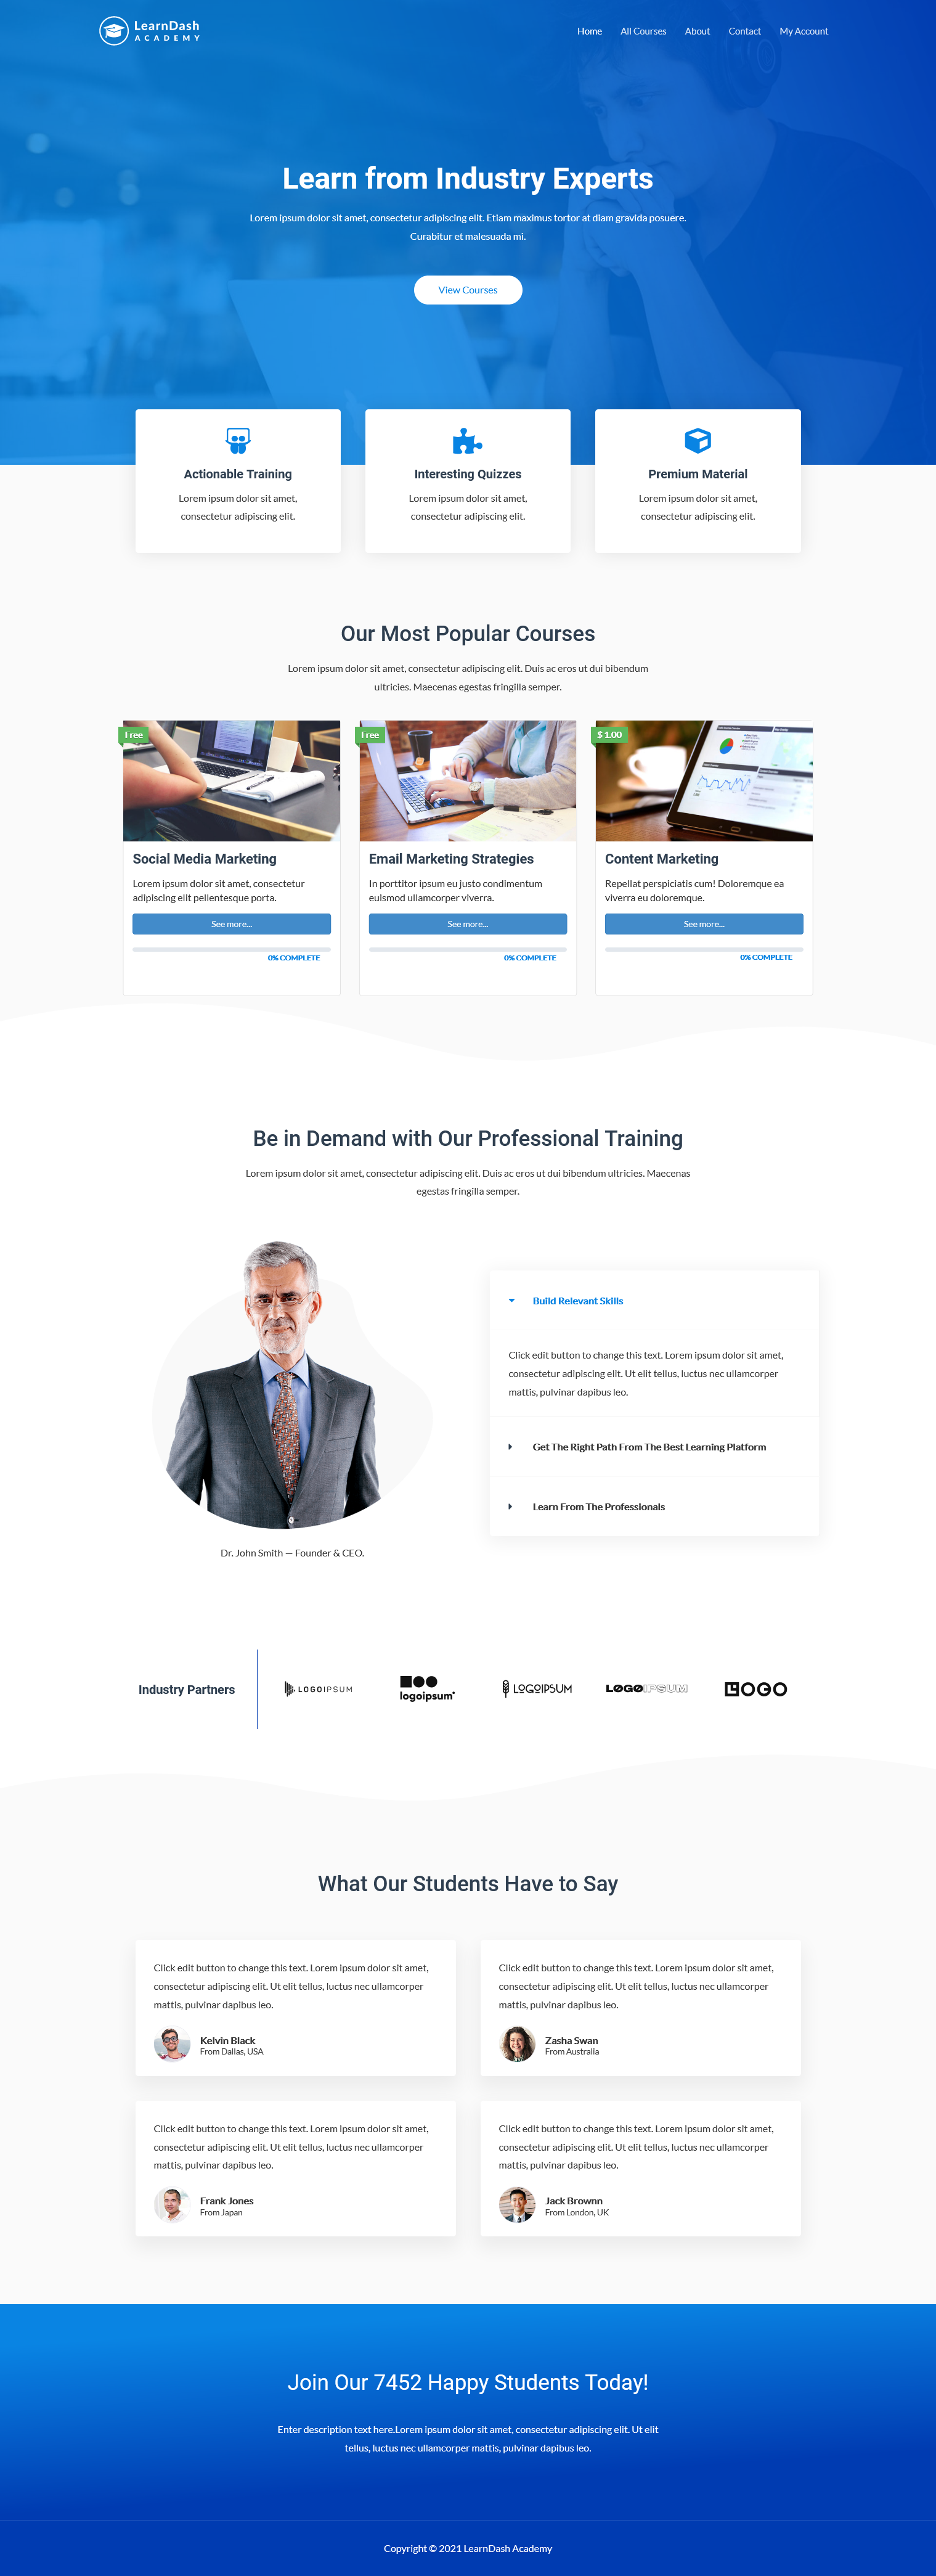 LearnDash
ACADEMY
Home All Courses About Contact My Account
Learn from Industry Experts
Lorem ipsum dolor sit amet, consectetur adipiscing elit. Etiam maximus tortor at diam gravida posuere.
Curabitur et malesuada mi.
View Courses
Actionable Training
Lorem ipsum dolor sit amet,
consectetur adipiscing elit.
Interesting Quizzes
Lorem ipsum dolor sit amet,
consectetur adipiscing elit.
Premium Material
Lorem ipsum dolor sit amet,
consectetur adipiscing elit.
Our Most Popular Courses
Lorem ipsum dolor sit amet, consectetur adipiscing elit. Duis ac eros ut dui bibendum
ultricies. Maecenas egestas fringilla semper.
Free
Social Media Marketing
Lorem ipsum dolor sit amet, consectetur
adipiscing elit pellentesque porta.
See more...
0% COMPLETE
Free
Email Marketing Strategies
In porttitor ipsum eu justo condimentum
euismod ullamcorper viverra.
See more...
0% COMPLETE
$ 1.00
Content Marketing
Repellat perspiciatis cum! Doloremque ea
viverra eu doloremque.
See more...
0% COMPLETE
Be in Demand with Our Professional Training
Lorem ipsum dolor sit amet, consectetur adipiscing elit. Duis ac eros ut dui bibendum ultricies. Maecenas
egestas fringilla semper.
Dr. John Smith — Founder & CEO.
Build Relevant Skills
Click edit button to change this text. Lorem ipsum dolor sit amet,
consectetur adipiscing elit. Ut elit tellus, luctus nec ullamcorper
mattis, pulvinar dapibus leo.
Get The Right Path From The Best Learning Platform
Learn From The Professionals
Industry Partners
LOGOIPSUM
logoipsum
LOGOIPSUM
LOGOIPSUM
LOGO
What Our Students Have to Say
Click edit button to change this text. Lorem ipsum dolor sit amet,
consectetur adipiscing elit. Ut elit tellus, luctus nec ullamcorper
mattis, pulvinar dapibus leo.
Kelvin Black
From Dallas, USA
Click edit button to change this text. Lorem ipsum dolor sit amet,
consectetur adipiscing elit. Ut elit tellus, luctus nec ullamcorper
mattis, pulvinar dapibus leo.
Zasha Swan
From Australia
Click edit button to change this text. Lorem ipsum dolor sit amet,
consectetur adipiscing elit. Ut elit tellus, luctus nec ullamcorper
mattis, pulvinar dapibus leo.
Frank Jones
From Japan
Click edit button to change this text. Lorem ipsum dolor sit amet,
consectetur adipiscing elit. Ut elit tellus, luctus nec ullamcorper
mattis, pulvinar dapibus leo.
Jack Brownn
From London, UK
Join Our 7452 Happy Students Today!
Enter description text here.Lorem ipsum dolor sit amet, consectetur adipiscing elit. Ut elit
tellus, luctus nec ullamcorper mattis, pulvinar dapibus leo.
Copyright © 2021 LearnDash Academy